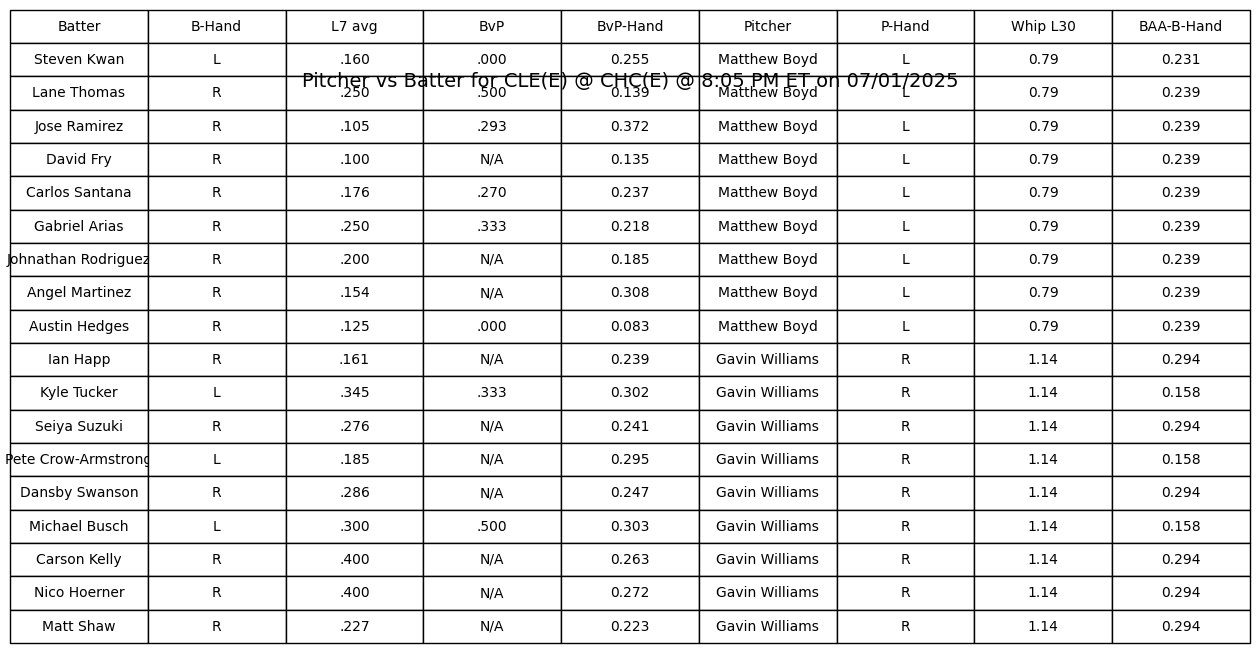 Batter B-Hand L7 avg BvP BvP-Hand Pitcher P-Hand Whip L30 BAA-B-Hand
Steven Kwan L .160 .000 0.255 Matthew Boyd L 0.79 0.231
Pitcher vs Batter for CLE(E) @ CHC(E) @ 8:05 PM ET on 07/01/2025
Lane Thomas R .250 .500 0.139 Matthew Boyd L 0.79 0.239
Jose Ramirez R .105 .293 0.372 Matthew Boyd L 0.79 0.239
David Fry R .100 N/A 0.135 Matthew Boyd L 0.79 0.239
Carlos Santana R .176 .270 0.237 Matthew Boyd L 0.79 0.239
Gabriel Arias R .250 .333 0.218 Matthew Boyd L 0.79 0.239
Johnathan Rodriguez R .200 N/A 0.185 Matthew Boyd L 0.79 0.239
Angel Martinez R .154 N/A 0.308 Matthew Boyd L 0.79 0.239
Austin Hedges R .125 .000 0.083 Matthew Boyd L 0.79 0.239
Ian Happ R .161 N/A 0.239 Gavin Williams R 1.14 0.294
Kyle Tucker L .345 .333 0.302 Gavin Williams R 1.14 0.158
Seiya Suzuki R .276 N/A 0.241 Gavin Williams R 1.14 0.294
Pete Crow-Armstrong L .185 N/A 0.295 Gavin Williams R 1.14 0.158
Dansby Swanson R .286 N/A 0.247 Gavin Williams R 1.14 0.294
Michael Busch L .300 .500 0.303 Gavin Williams R 1.14 0.158
Carson Kelly R .400 N/A 0.263 Gavin Williams R 1.14 0.294
Nico Hoerner R .400 N/A 0.272 Gavin Williams R 1.14 0.294
Matt Shaw R .227 N/A 0.223 Gavin Williams R 1.14 0.294